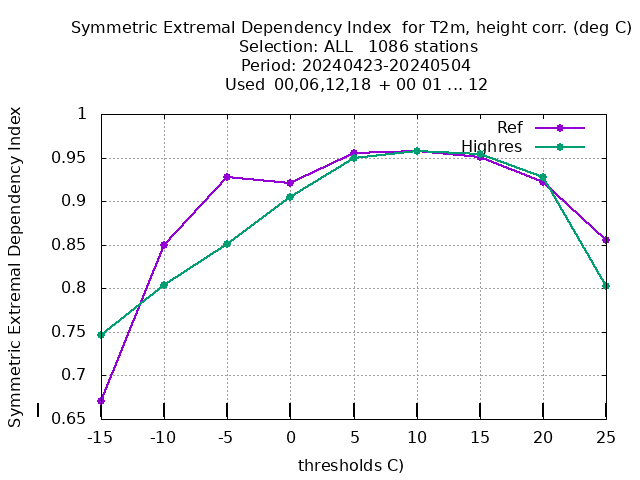 Symmetric Extremal Dependency Index for T2m, height corr. (deg C)
Selection: ALL 1086 stations
Period: 20240423-20240504
Used 00,06,12,18 + 00 01 ... 12
Symmetric Extremal Dependency Index
1
0.95
0.9
0.85
0.8
0.75
0.7
0.65
Ref
Highres
-15 -10 -5 0 5 10 15 20 25
thresholds C)